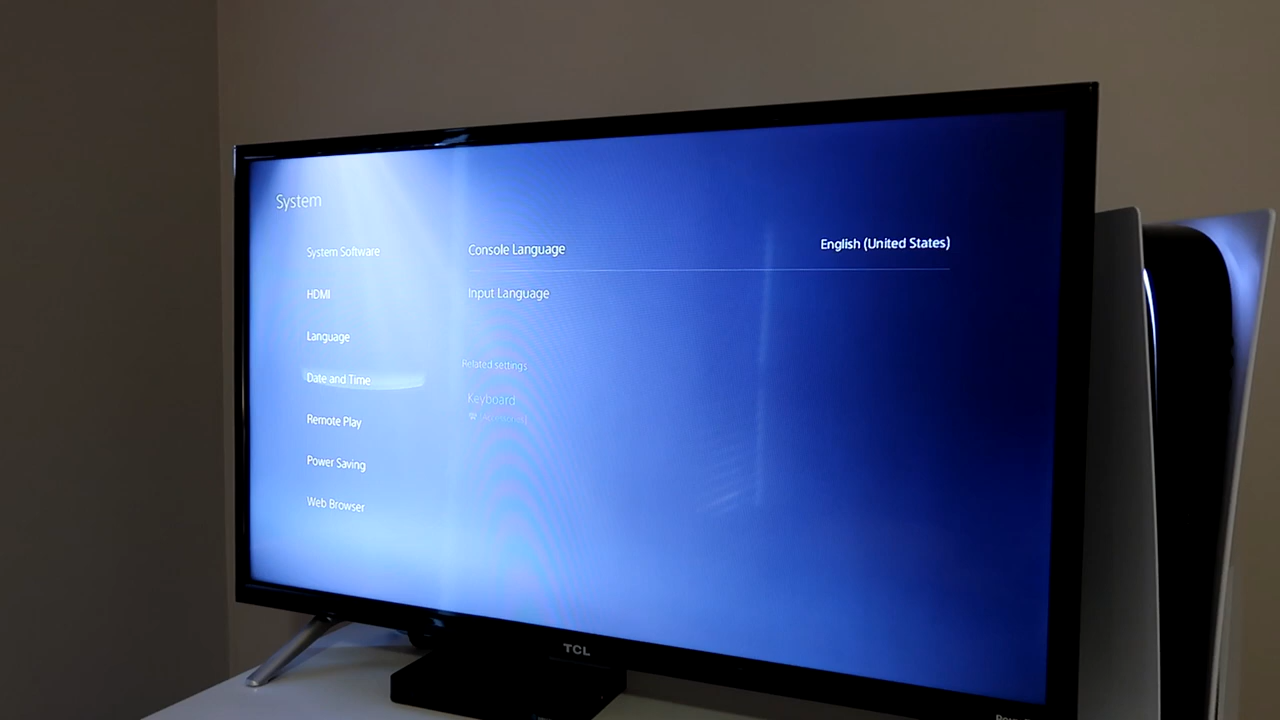 System
System Software
HDMI
Language
Date and Time
Remote Play
Power Saving
Web Browser
Console Language English (United States)
Input Language
Related settings
Keyboard
(Accessories)
TCL